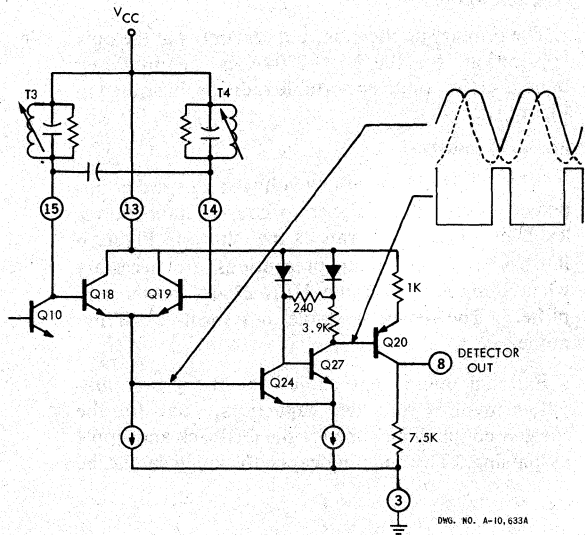 VCC
T3
T4
15
13
14
Q18
Q19
240
1K
3.9K
Q10
Q20
8
DETECTOR
OUT
Q24
Q27
7.5K
3
DWG. NO. A-10,633A